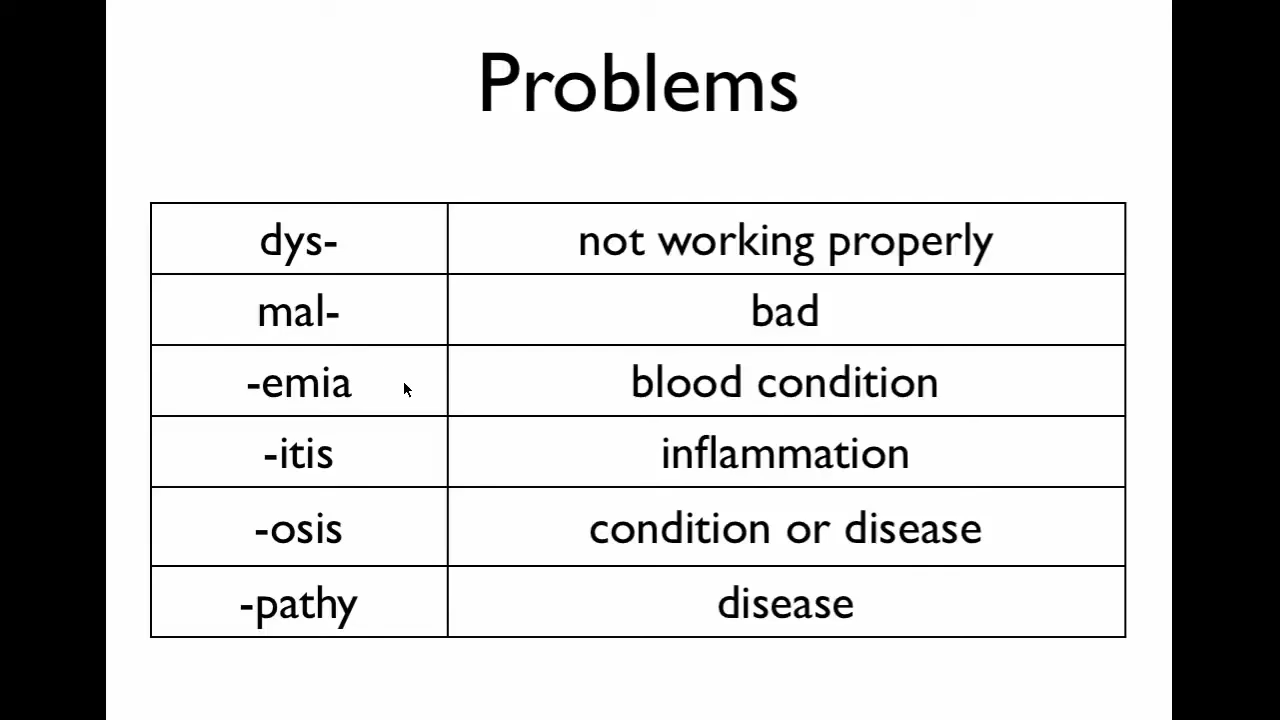 Problems
dys- not working properly
mal- bad
-emia blood condition
-itis inflammation
-osis condition or disease
-pathy disease